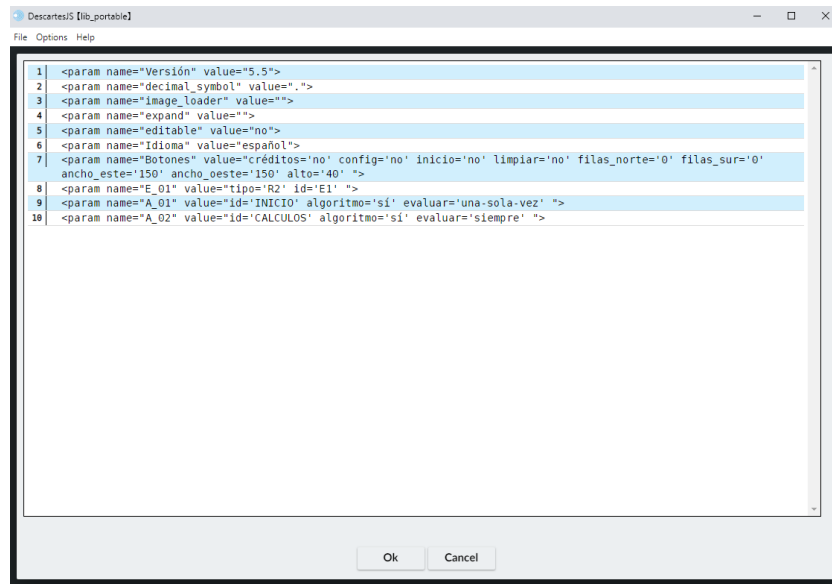 DescartesJS【lib_portable】
File Options Help
1 <param name="Versión" value="5.5">
2 <param name="decimal_symbol" value=".">
3 <param name="image_loader" value="">
4 <param name="expand" value="">
5 <param name="editable" value="no">
6 <param name="Idioma" value="español">
7 <param name="Botones" value="créditos='no' config='no' inicio='no' limpiar='no' filas_norte='0' filas_sur='0'
ancho_este='150' ancho_oeste='150' alto='40' ">
8 <param name="E_01" value="tipo='R2' id='E1' ">
9 <param name="A_01" value="id='INICIO' algoritmo='sí' evaluar='una-sola-vez' ">
10 <param name="A_02" value="id='CALCULOS' algoritmo='sí' evaluar='siempre' ">
Ok Cancel